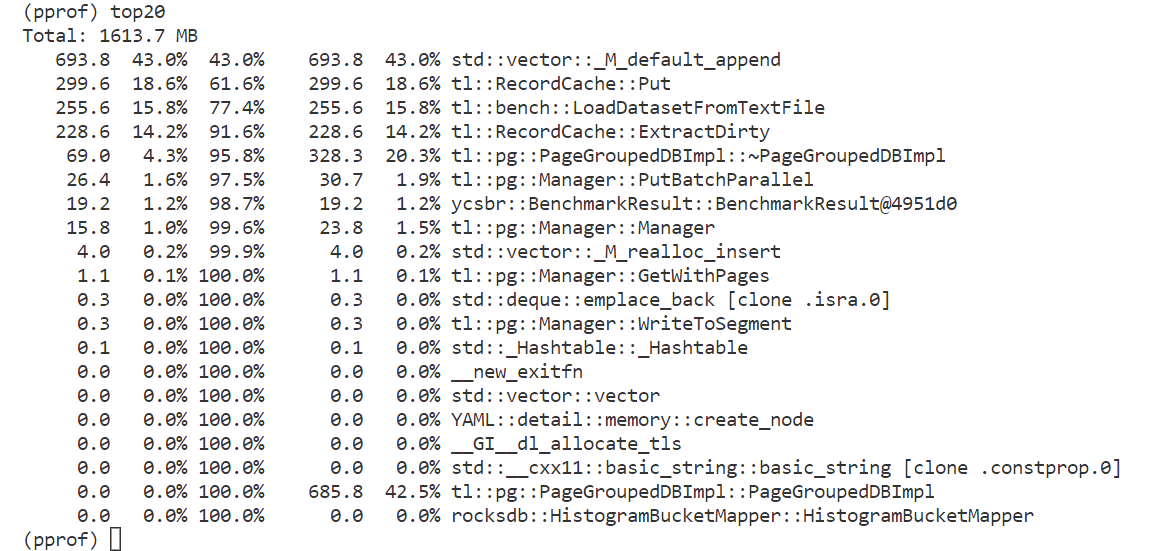 (pprof) top20
Total: 1613.7 MB
693.8 43.0% 43.0% 693.8 43.0% std::vector::_M_default_append
299.6 18.6% 61.6% 299.6 18.6% tl::RecordCache::Put
255.6 15.8% 77.4% 255.6 15.8% tl::bench::LoadDatasetFromTextFile
228.6 14.2% 91.6% 228.6 14.2% tl::RecordCache::ExtractDirty
69.0 4.3% 95.8% 328.3 20.3% tl::pg::PageGroupedDBImpl::~PageGroupedDBImpl
26.4 1.6% 97.5% 30.7 1.9% tl::pg::Manager::PutBatchParallel
19.2 1.2% 98.7% 19.2 1.2% ycsbr::BenchmarkResult::BenchmarkResult@4951d0
15.8 1.0% 99.6% 23.8 1.5% tl::pg::Manager::Manager
4.0 0.2% 99.9% 4.0 0.2% std::vector::_M_realloc_insert
1.1 0.1% 100.0% 1.1 0.1% tl::pg::Manager::GetWithPages
0.3 0.0% 100.0% 0.3 0.0% std::deque::emplace_back [clone .isra.0]
0.3 0.0% 100.0% 0.3 0.0% tl::pg::Manager::WriteToSegment
0.1 0.0% 100.0% 0.1 0.0% std::_Hashtable::_Hashtable
0.0 0.0% 100.0% 0.0 0.0% __new_exitfn
0.0 0.0% 100.0% 0.0 0.0% std::vector::vector
0.0 0.0% 100.0% 0.0 0.0% YAML::detail::memory::create_node
0.0 0.0% 100.0% 0.0 0.0% __GI__dl_allocate_tls
0.0 0.0% 100.0% 0.0 0.0% std::__cxx11::basic_string::basic_string [clone .constprop.0]
0.0 0.0% 100.0% 685.8 42.5% tl::pg::PageGroupedDBImpl::PageGroupedDBImpl
0.0 0.0% 100.0% 0.0 0.0% rocksdb::HistogramBucketMapper::HistogramBucketMapper
(pprof)